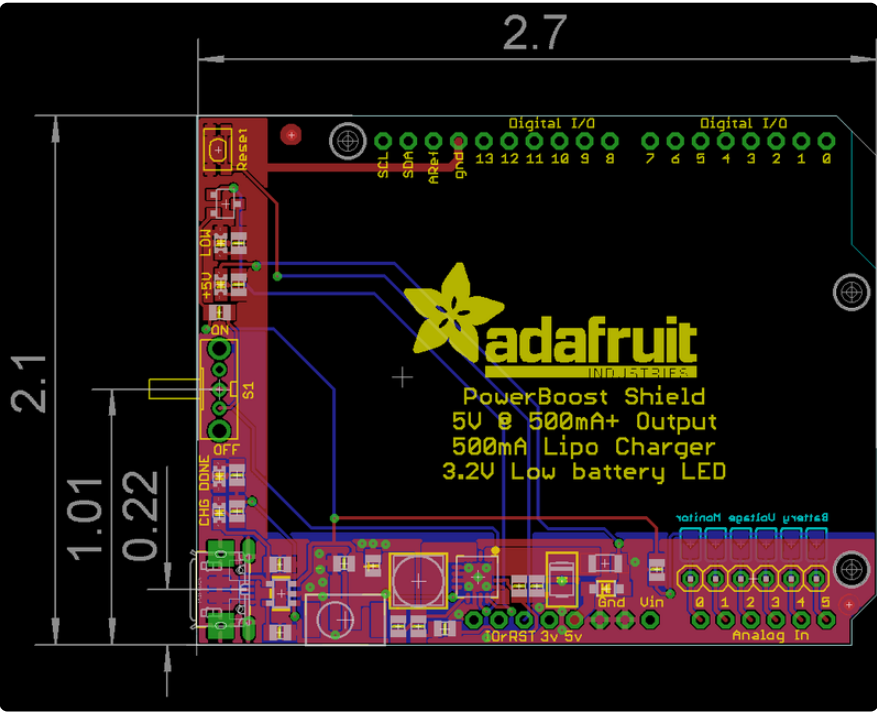 2.7
Digital I/O
Digital I/O
Reset
SCL
SDA
ARef
gnd
13 12 11 10 9 8
7 6 5 4 3 2 1 0
LOW
+5V
ON
S1
OFF
2.1
1.01
0.22
adafruit
INDUSTRIES
PowerBoost Shield
5V @ 500mA+ Output
500mA Lipo Charger
3.2V Low battery LED
CHG DONE
Battery Voltage Monitor
Gnd Vin
0 1 2 3 4 5
IOrRST 3v 5v
Analog In